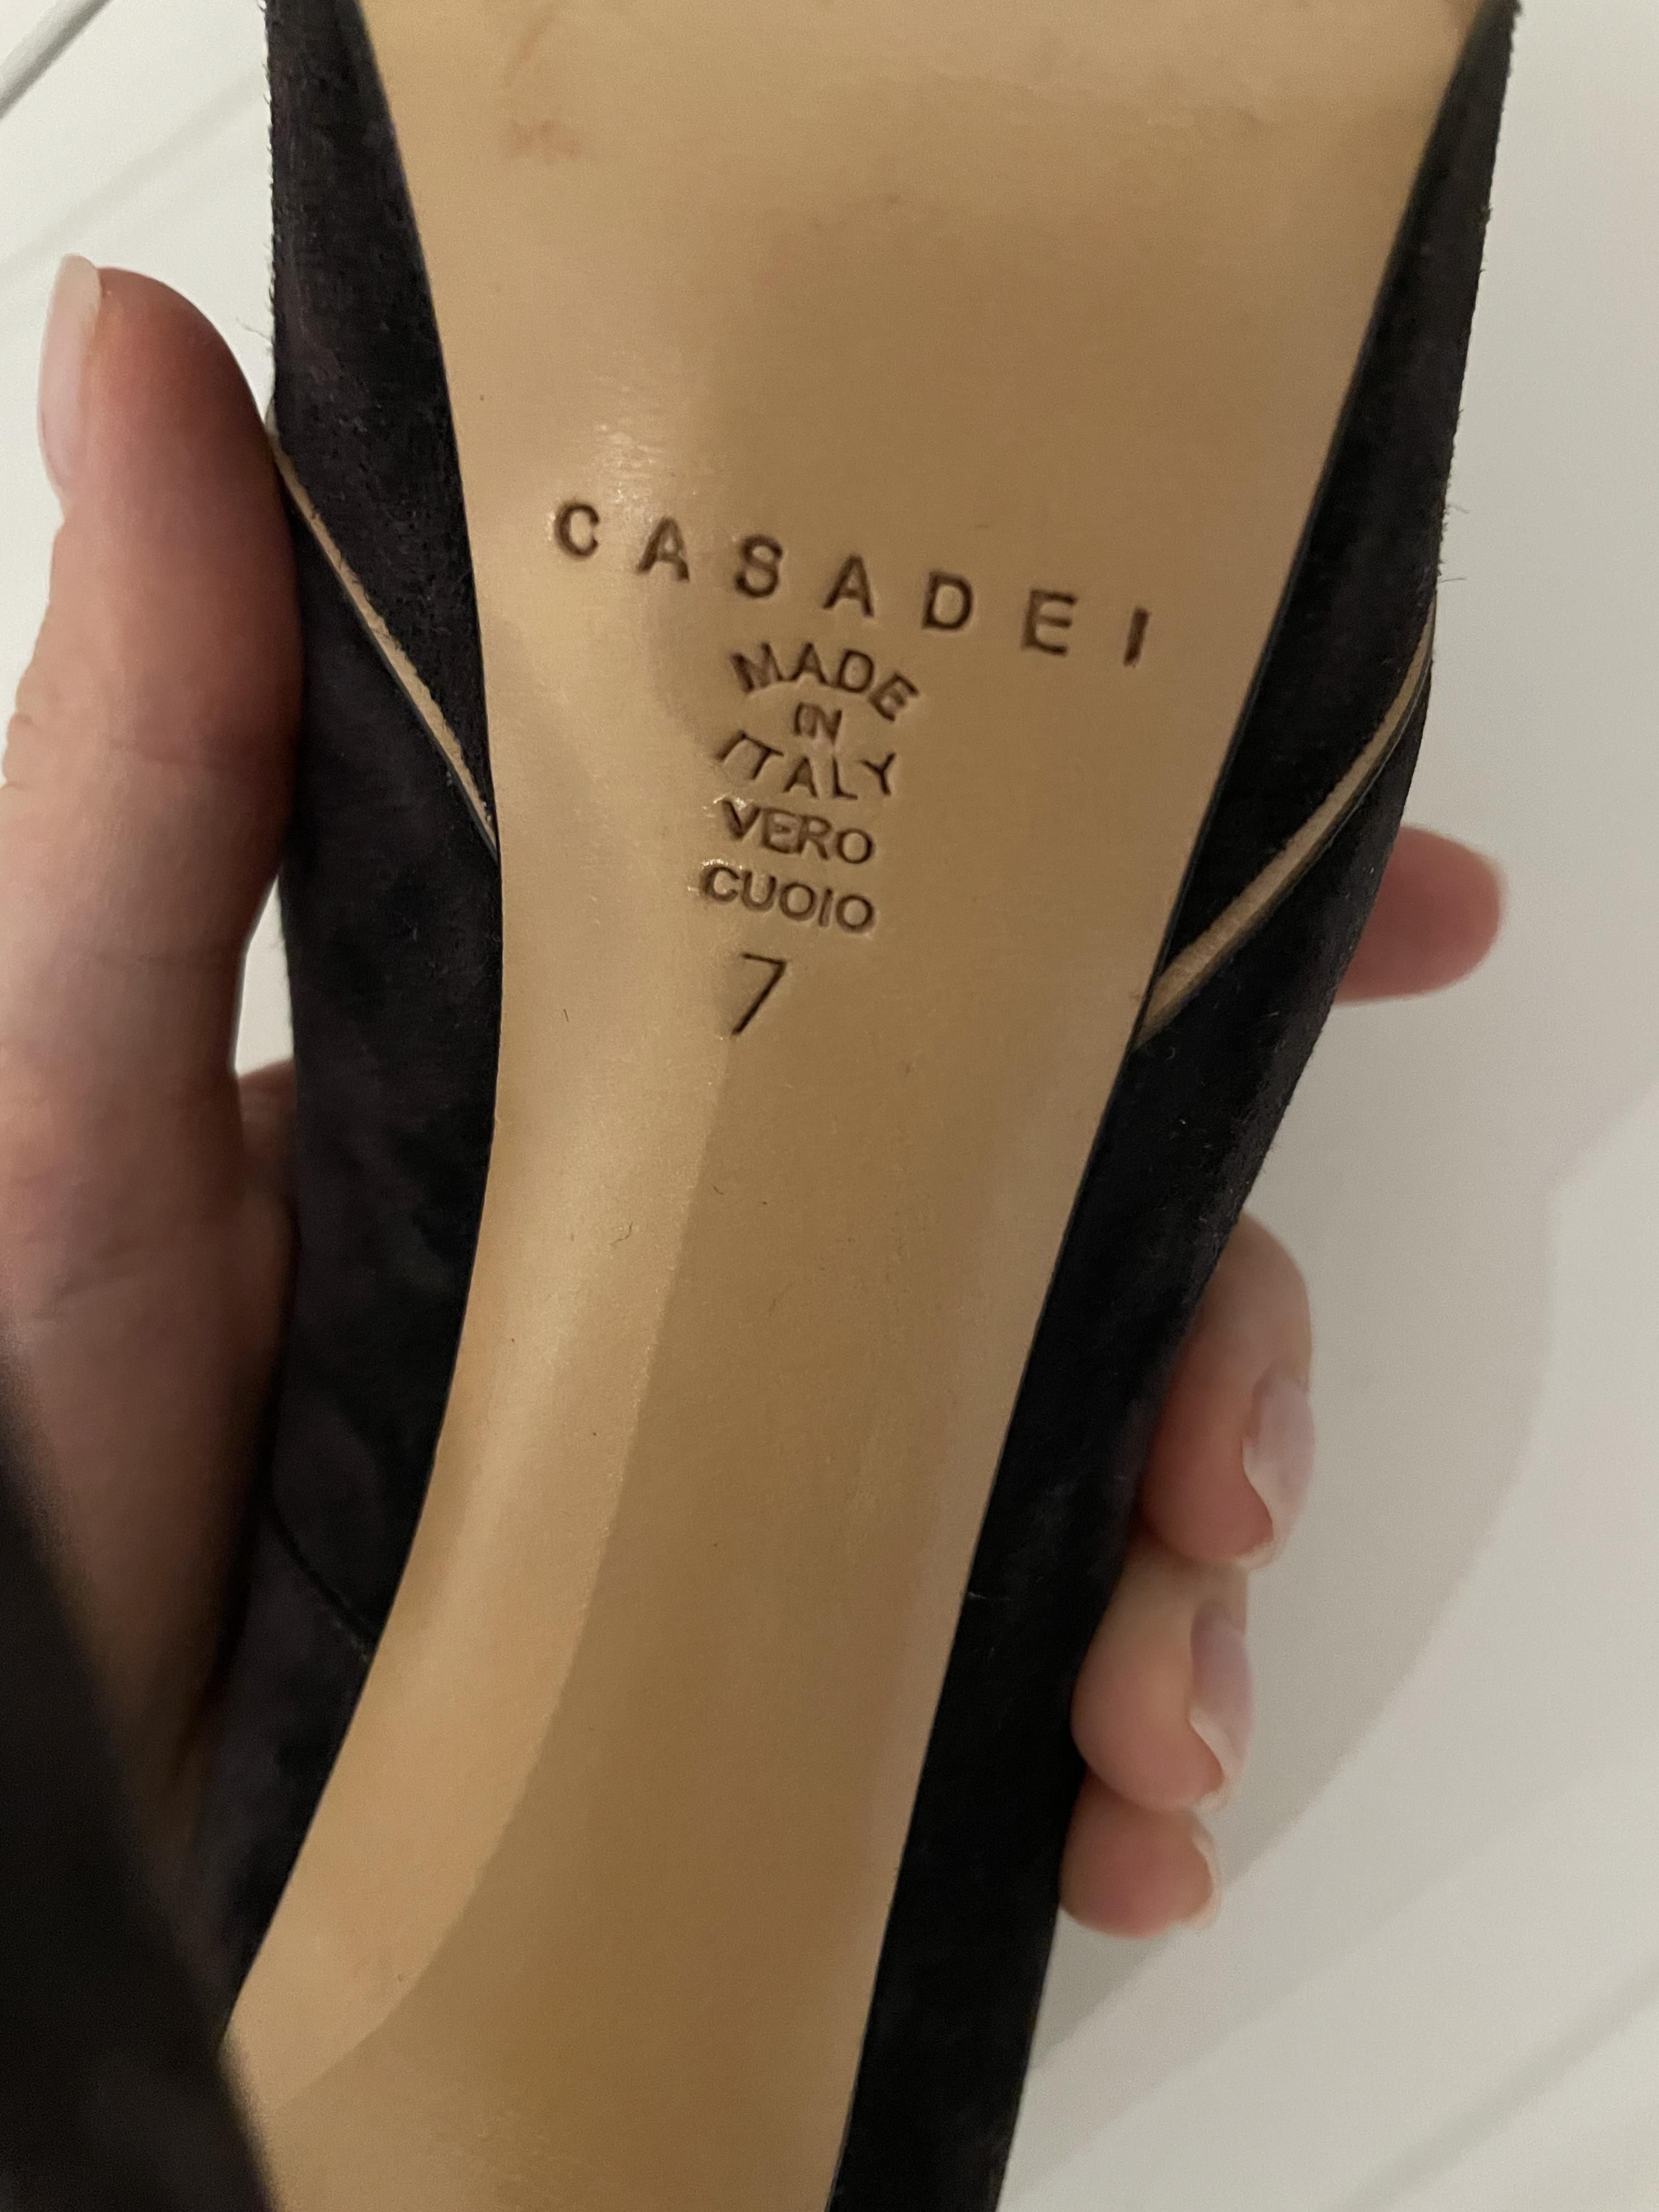 CASADEI
MADE
IN
ITALY
VERO
CUOIO
7